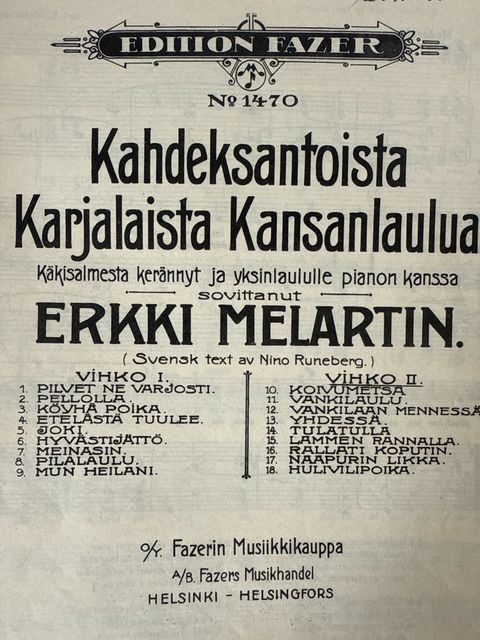 EDITION FAZER
No 1470
Kahdeksantoista
Karjalaista Kansanlaulua
Käkisalmesta kerännyt ja yksinlaululle pianon kanssa
sovittanut
ERKKI MELARTIN.
(Svensk text av Nino Runeberg.)
VIHKO I.
1. PILVET NE VARJOSTI.
2. PELLOLLA.
3. KÖYHÄ POIKA.
4. ETELÄSTÄ TUULEE.
5. JOKI.
6. HYVÄSTIJÄTTÖ.
7. MEINASIN.
8. PILALAULU.
9. MUN HEILANI.
VIHKO II.
10. KOIVUMETSÄ.
11. VANKILAULU.
12. VANKILAAN MENNESSÄ
13. YHDESSÄ.
14. TULATULLA
15. LAMMEN RANNALLA.
16. RALLATI KOPUTIN.
17. NAAPURIN LIKKA.
18. HULIVILIPOIKA.
O/Y. Fazerin Musiikkikauppa
A/B. Fazers Musikhandel
HELSINKI - HELSINGFORS